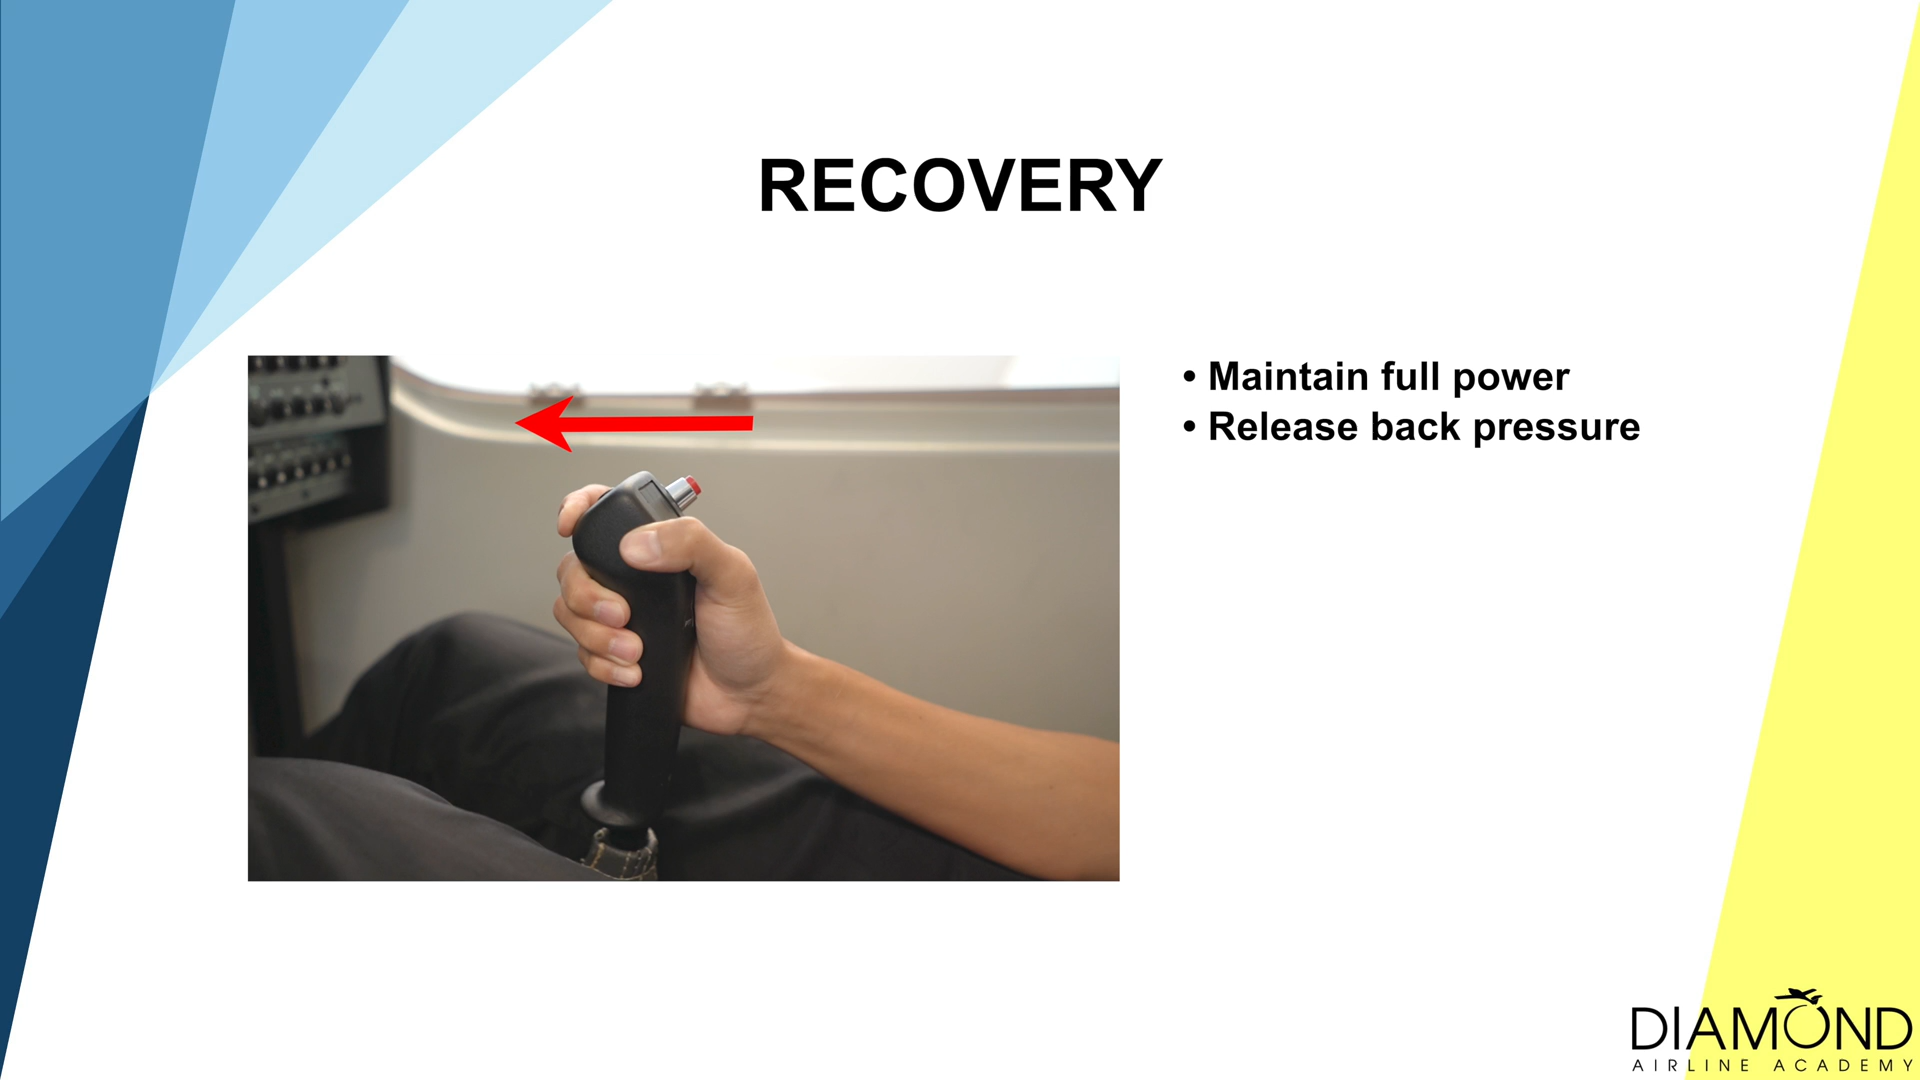 RECOVERY
• Maintain full power
• Release back pressure
DIAMOND
AIRLINE ACADEMY